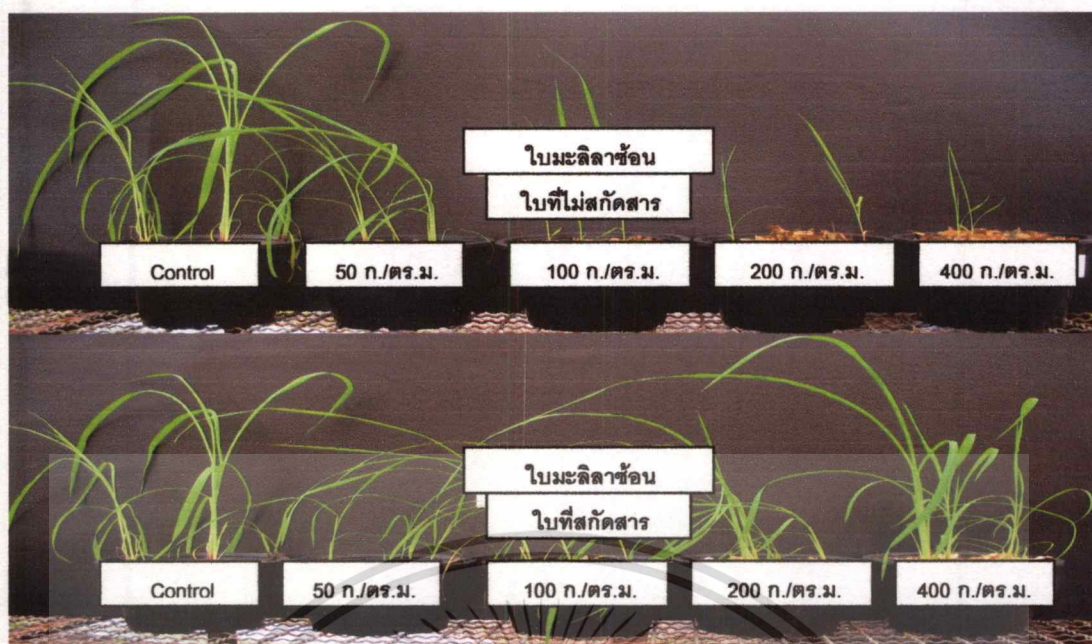 ใบมะลิลาซ้อน
ใบที่ไม่สกัดสาร
Control
50 ก./ตร.ม.
100 ก./ตร.ม.
200 ก./ตร.ม.
400 ก./ตร.ม.
ใบมะลิลาซ้อน
ใบที่สกัดสาร
Control
50 ก./ตร.ม.
100 ก./ตร.ม.
200 ก./ตร.ม.
400 ก./ตร.ม.